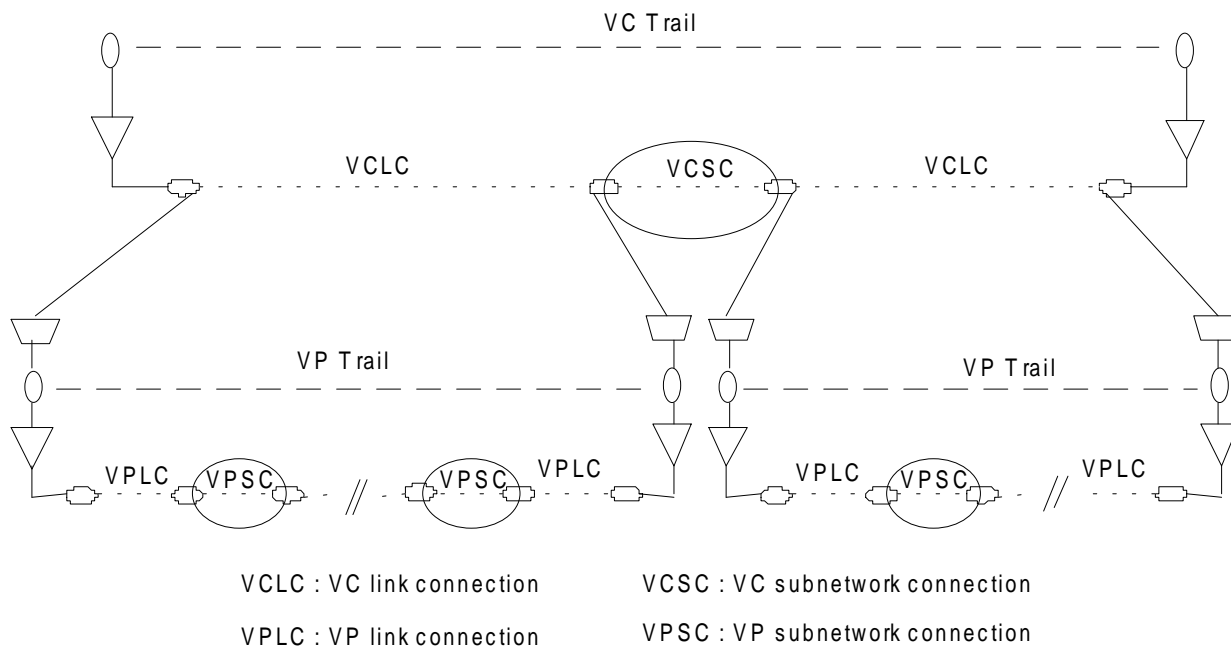 VC Trail
VCLC
VCSC
VCLC
VP Trail
VP Trail
VPLC
VPSC
VPSC
VPLC
VPLC
VPSC
VPLC
VCLC : VC link connection
VCSC : VC subnetwork connection
VPLC : VP link connection
VPSC : VP subnetwork connection